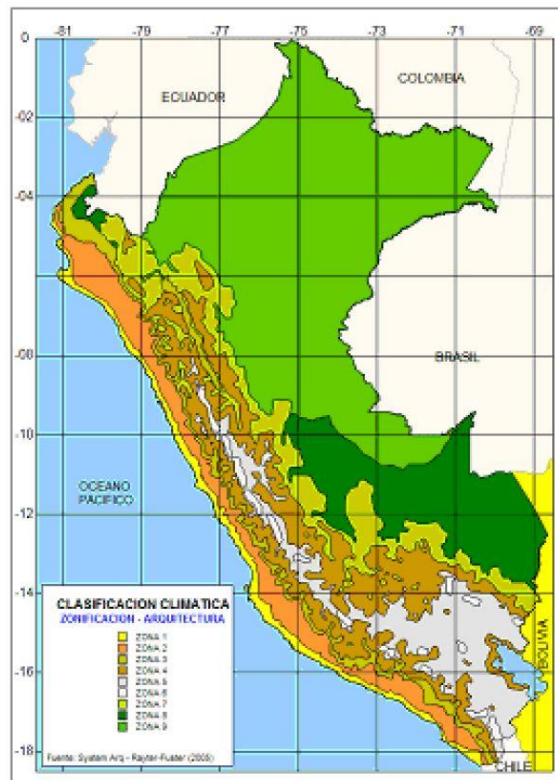 -81 -79 -77 -75 -73 -71 -69
0
COLOMBIA
ECUADOR
-02
-04
-06
-08
BRASIL
-10
OCEANO
PACIFICO
-12
-14
CLASIFICACION CLIMATICA
ZONIFICACION - ARQUITECTURA
ZONA 1
ZONA 2
ZONA 3
ZONA 4
ZONA 5
ZONA 6
ZONA 7
ZONA 8
ZONA 9
BOLIVIA
-16
Fuente: System Arq - Rayter-Fuster (2005)
-18
CHILE